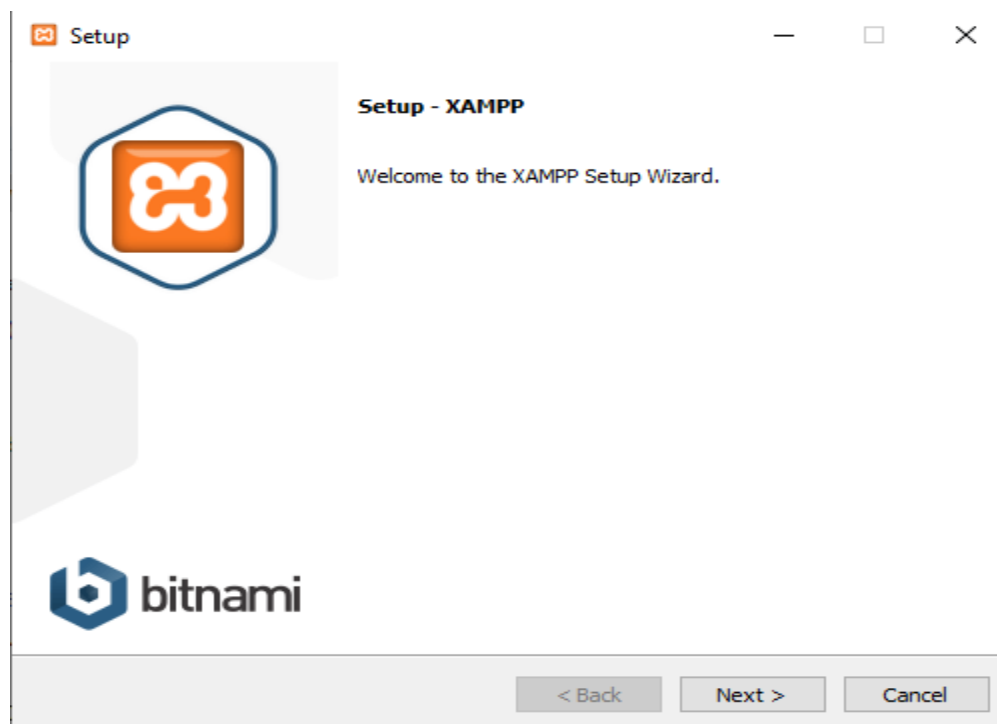 Setup
Setup - XAMPP
Welcome to the XAMPP Setup Wizard.
bitnami
< Back
Next >
Cancel